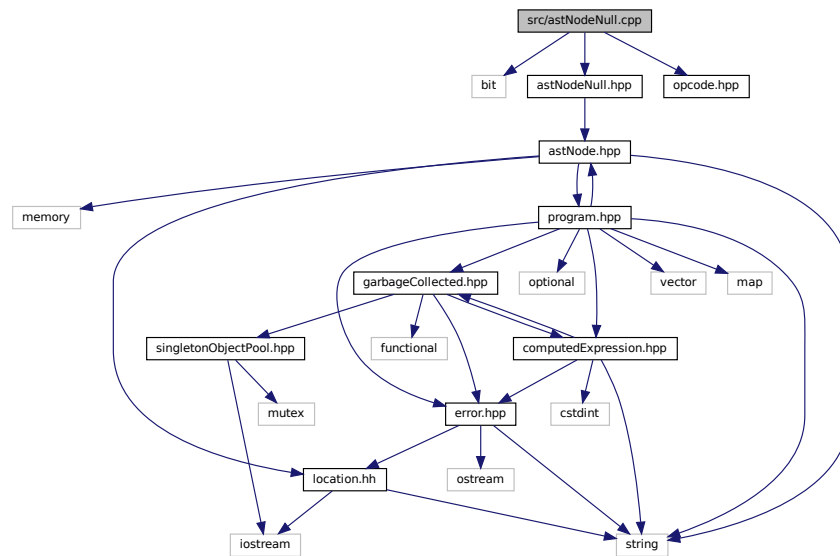 src/astNodeNull.cpp
bit
astNodeNull.hpp
opcode.hpp
astNode.hpp
memory
program.hpp
garbageCollected.hpp
optional
vector
map
singletonObjectPool.hpp
functional
computedExpression.hpp
mutex
error.hpp
cstdint
location.hh
ostream
iostream
string